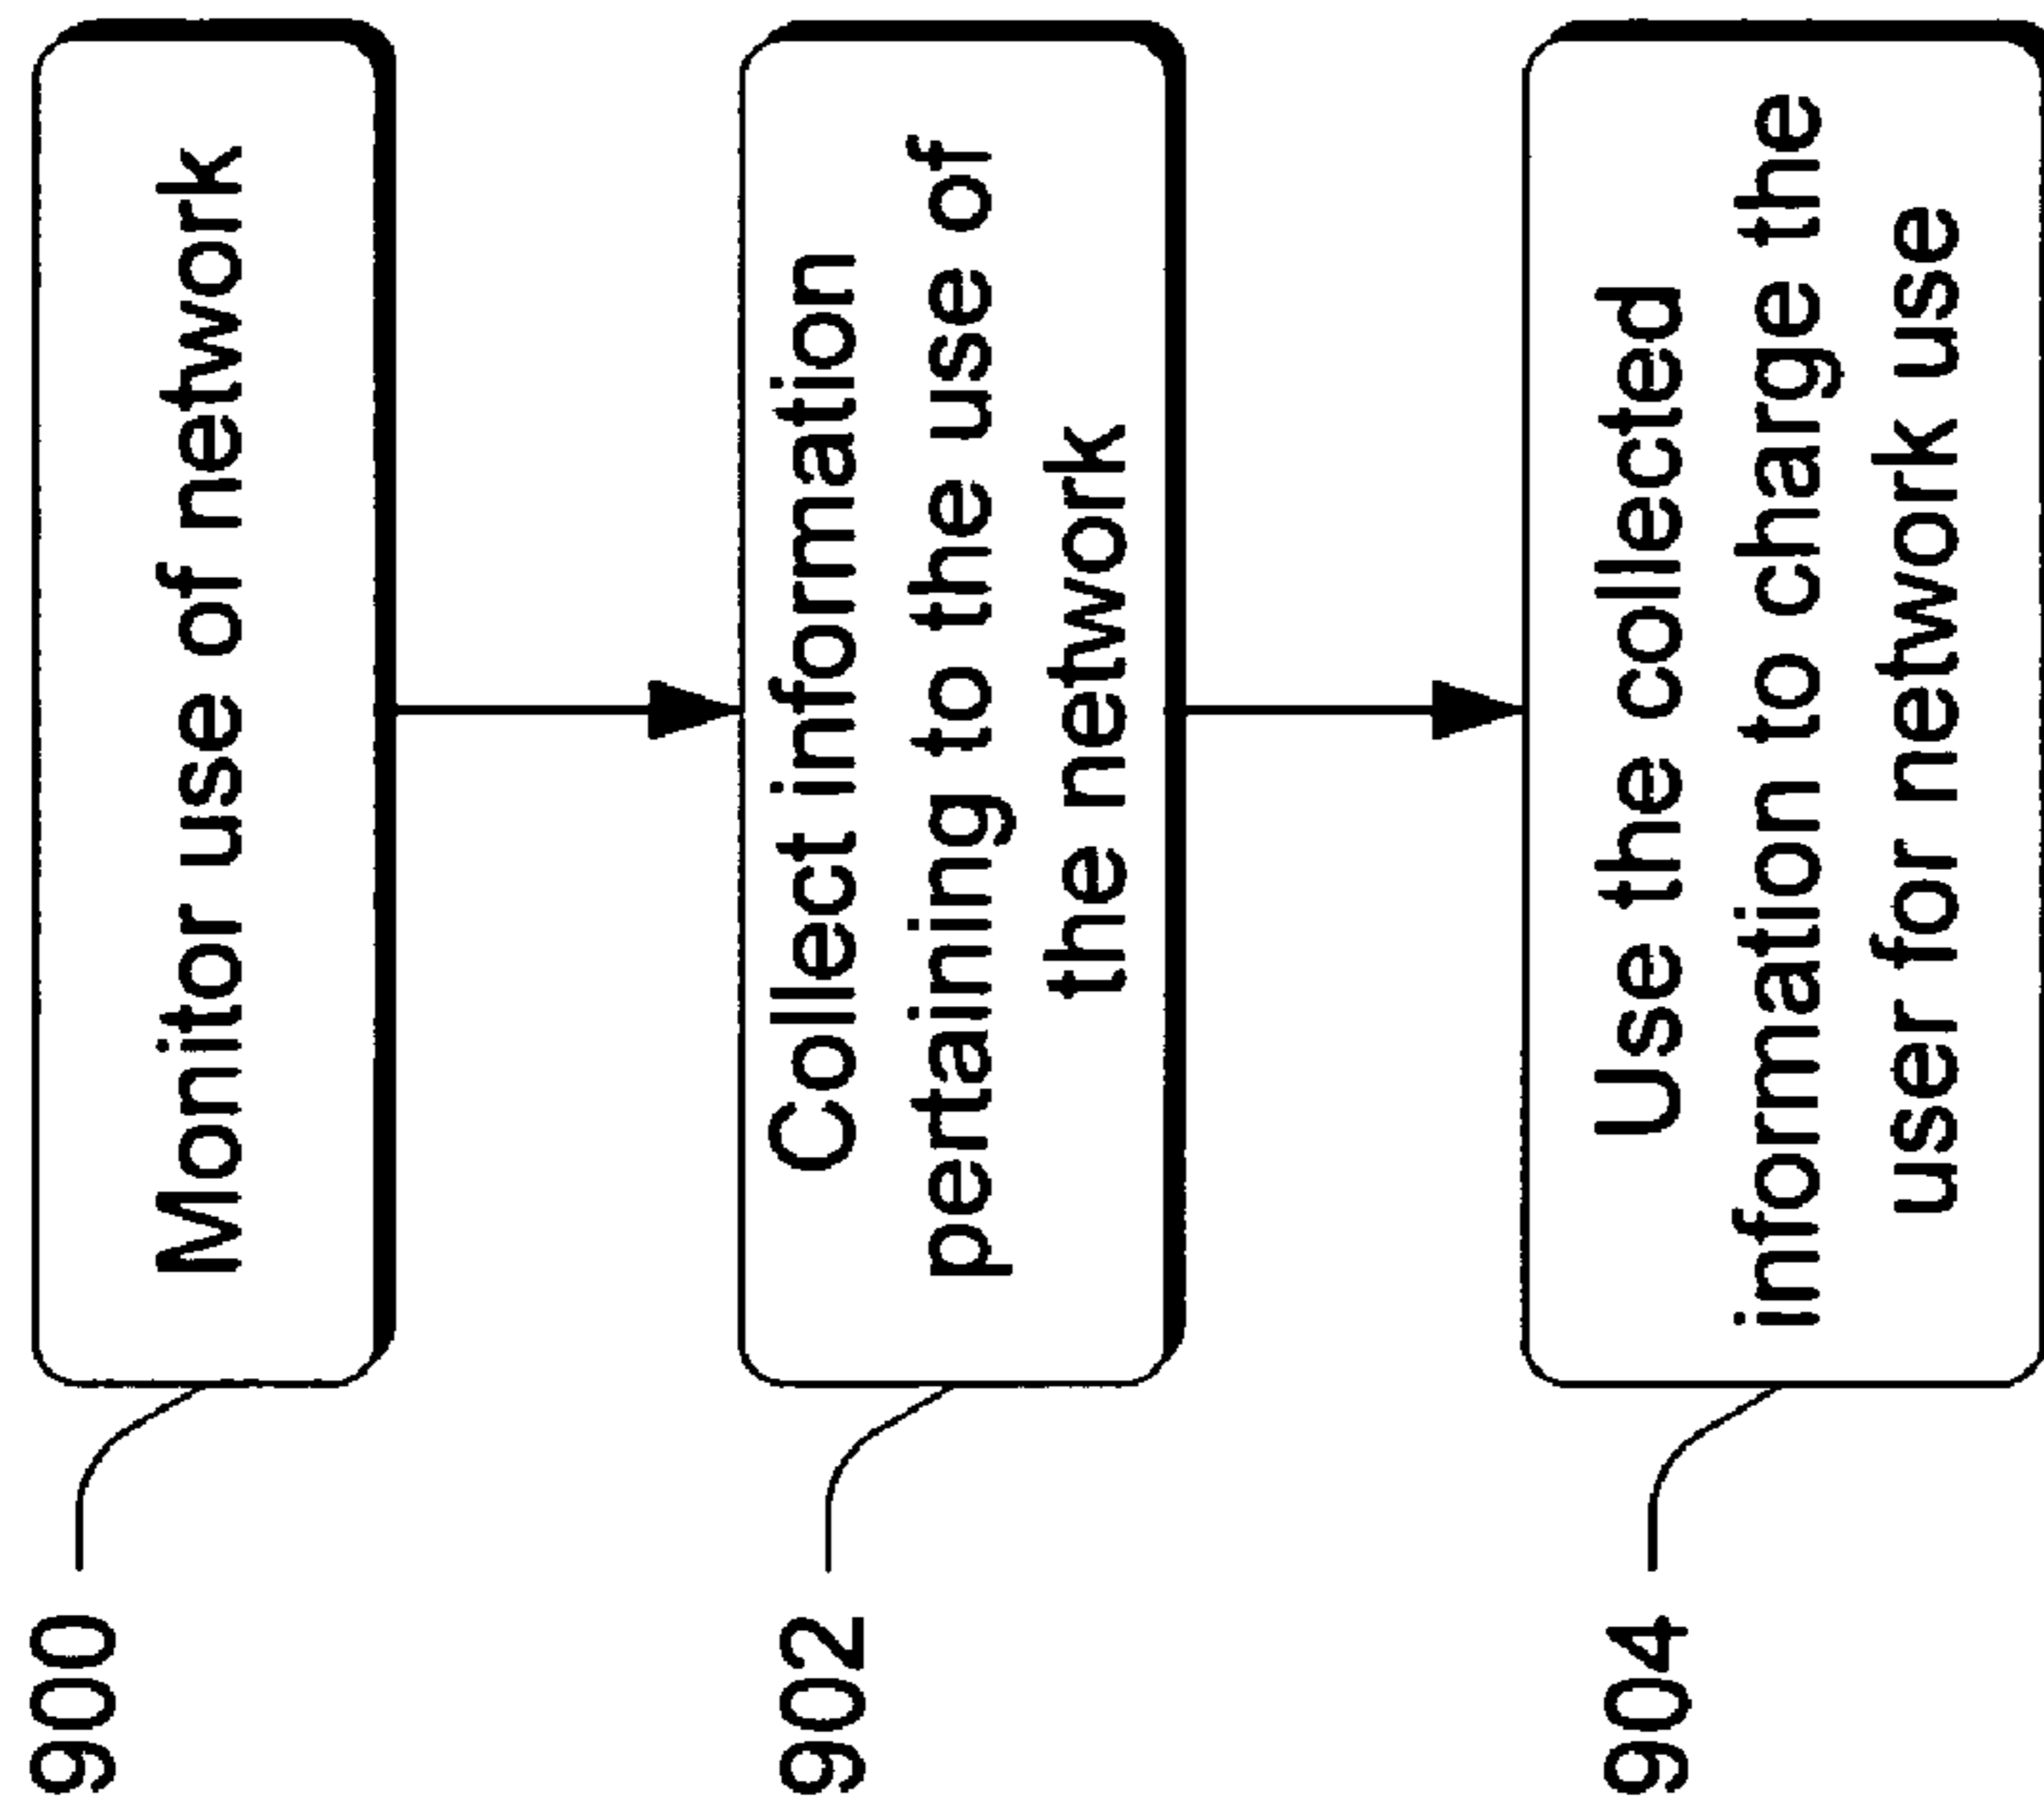 900
Monitor use of network
902
Collect information
pertaining to the use of
the network
904
Use the collected
information to charge the
user for network use